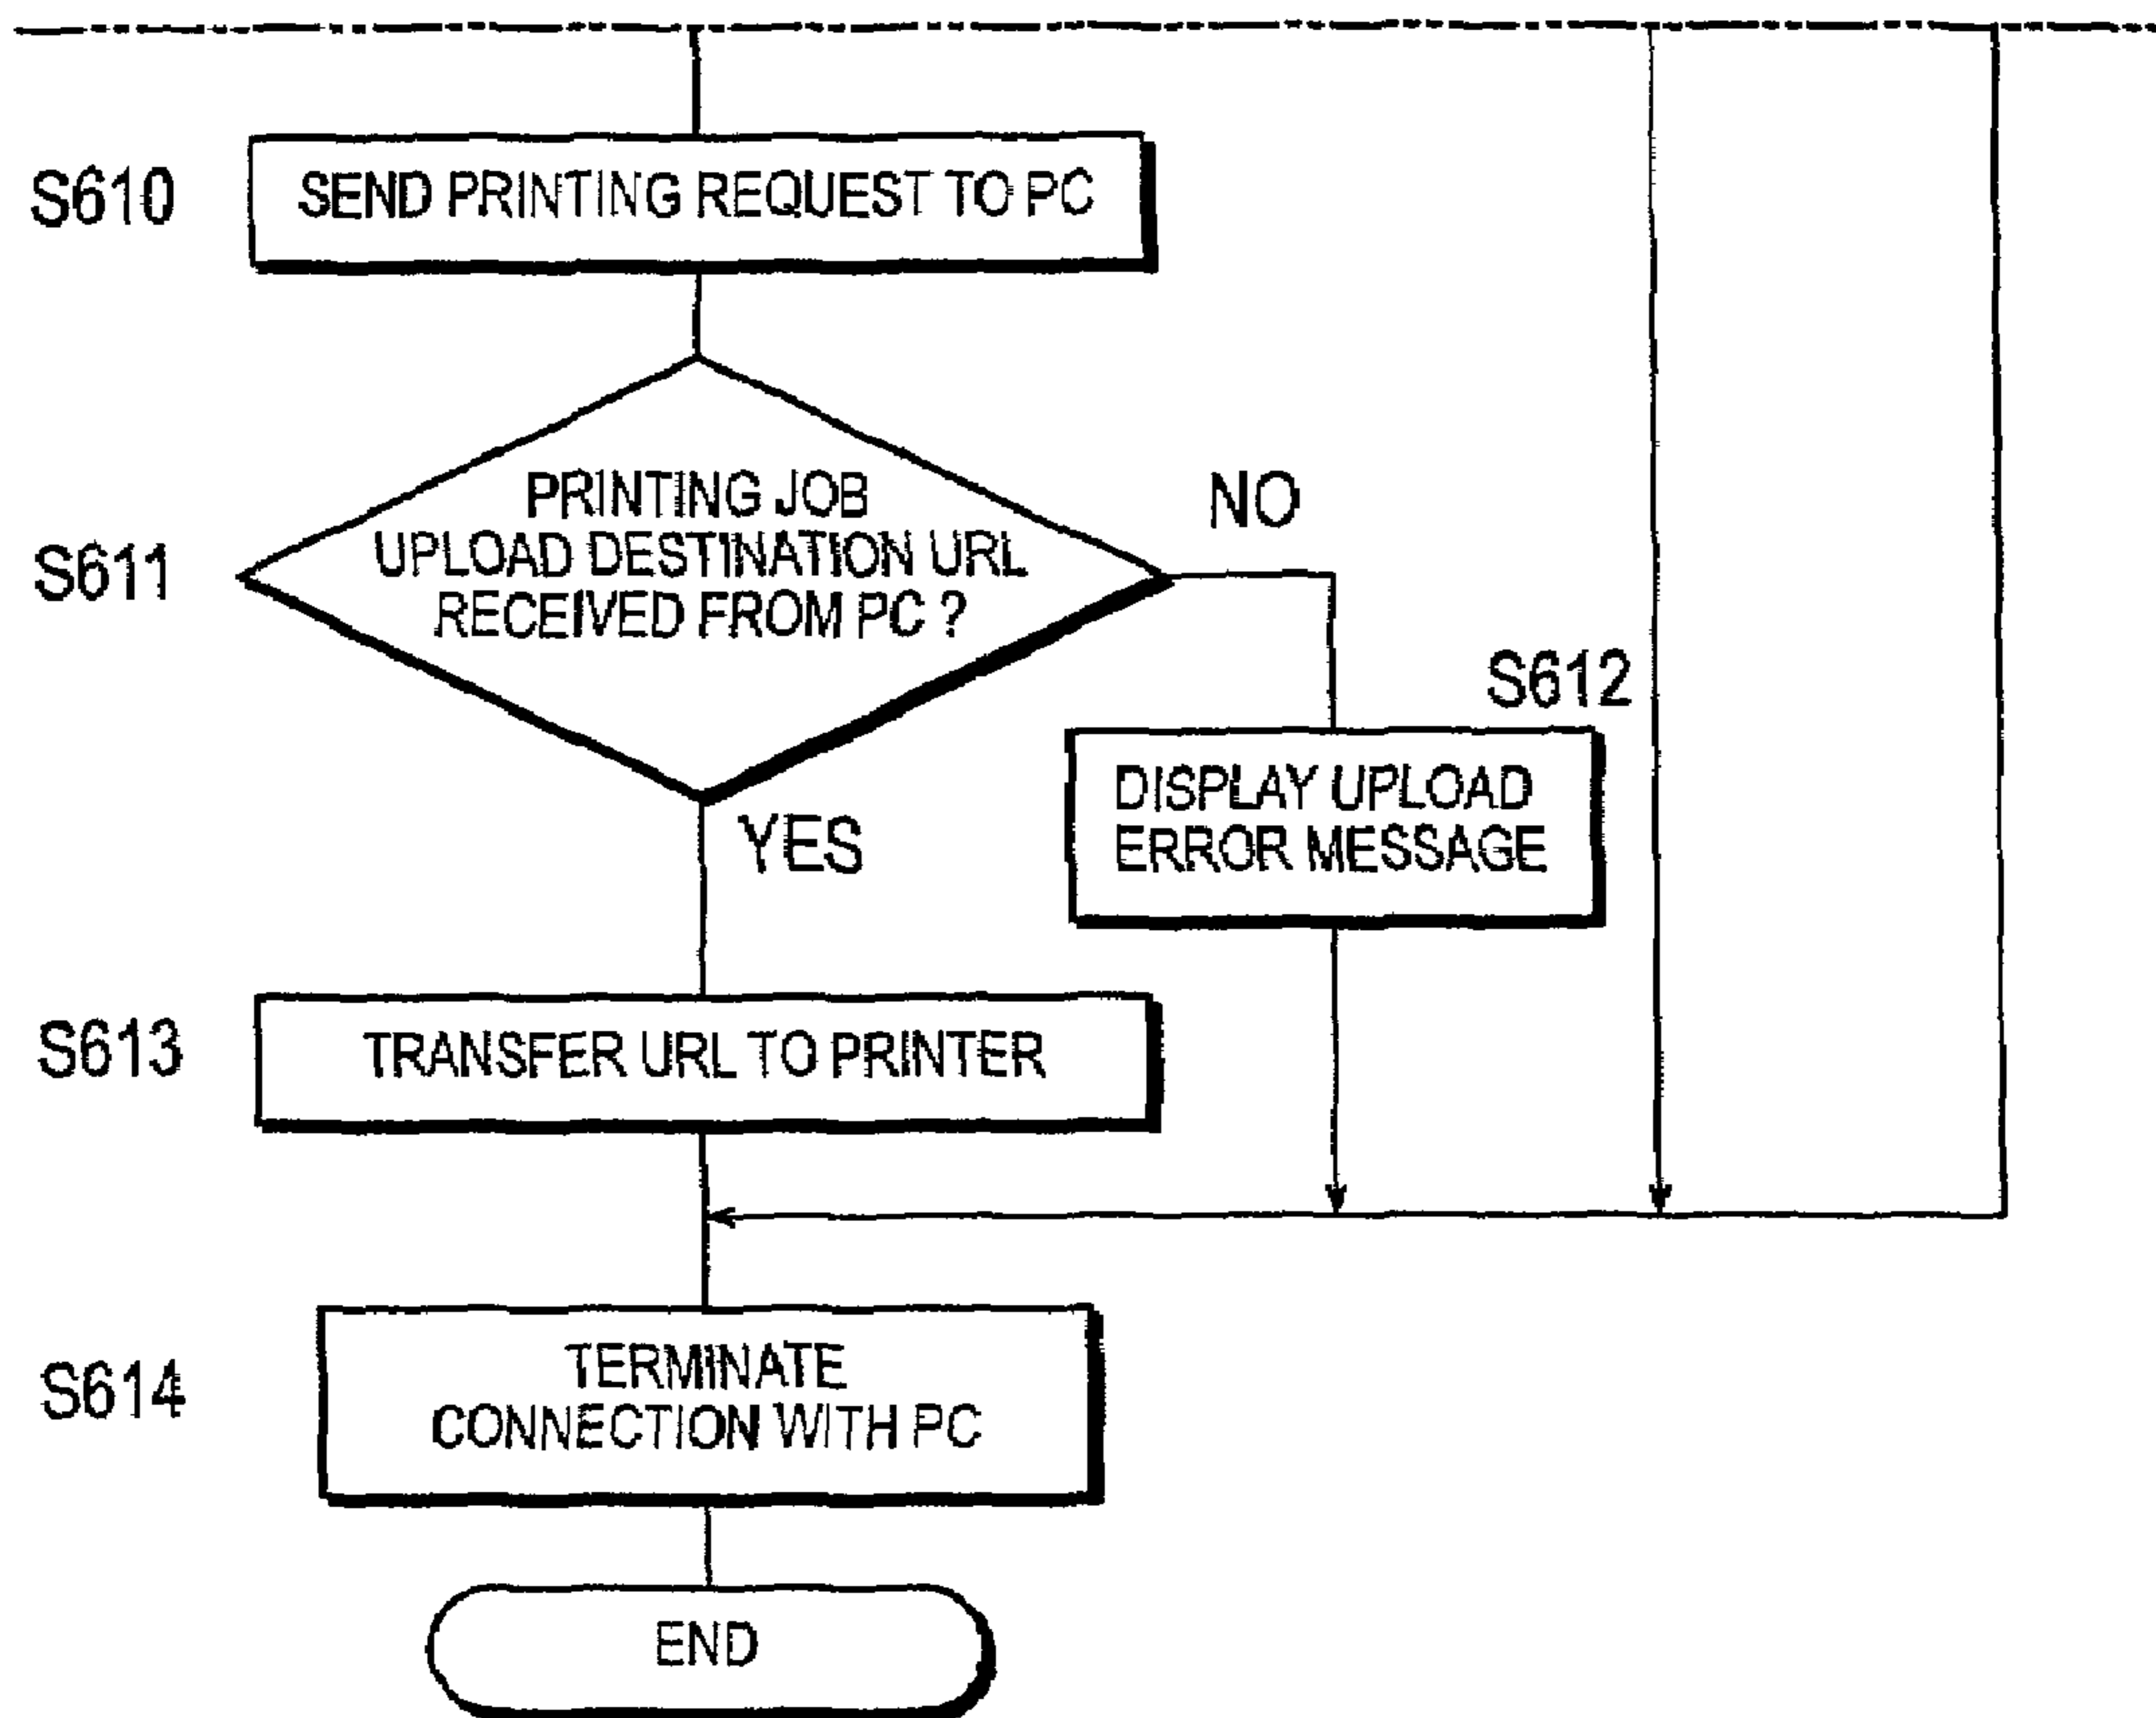 S610
SEND PRINTING REQUEST TO PC
S611
PRINTING JOB
UPLOAD DESTINATION URL
RECEIVED FROM PC ?
NO
YES
S612
DISPLAY UPLOAD
ERROR MESSAGE
S613
TRANSFER URL TO PRINTER
S614
TERMINATE
CONNECTION WITH PC
END